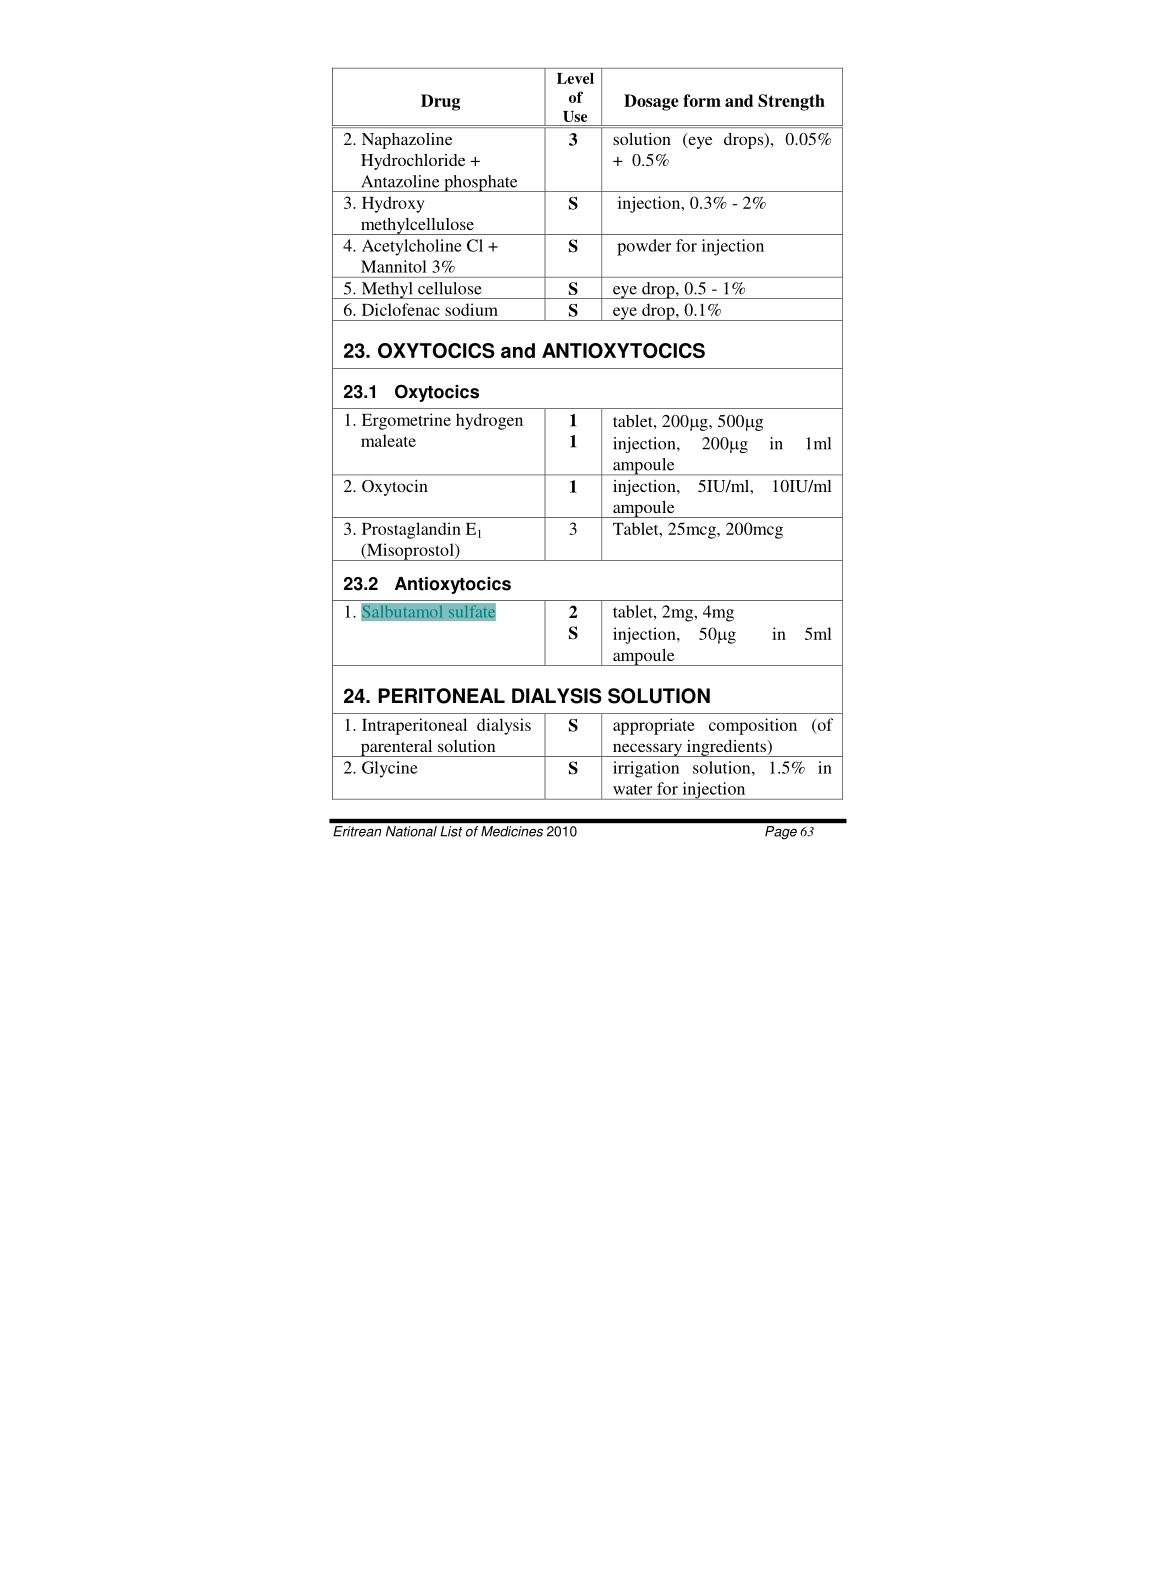 Drug
Level
of
Use
Dosage form and Strength
2. Naphazoline
Hydrochloride +
Antazoline phosphate
3
solution (eye drops), 0.05%
+ 0.5%
3. Hydroxy
methylcellulose
S
injection, 0.3% - 2%
4. Acetylcholine Cl +
Mannitol 3%
S
powder for injection
5. Methyl cellulose
S
eye drop, 0.5 - 1%
6. Diclofenac sodium
S
eye drop, 0.1%
23. OXYTOCICS and ANTIOXYTOCICS
23.1 Oxytocics
1. Ergometrine hydrogen
maleate
1
1
tablet, 200µg, 500µg
injection, 200µg in 1ml
ampoule
2. Oxytocin
1
injection, 5IU/ml, 10IU/ml
ampoule
3. Prostaglandin E₁
(Misoprostol)
3
Tablet, 25mcg, 200mcg
23.2 Antioxytocics
1. Salbutamol sulfate
2
S
tablet, 2mg, 4mg
injection, 50µg in 5ml
ampoule
24. PERITONEAL DIALYSIS SOLUTION
1. Intraperitoneal dialysis
parenteral solution
S
appropriate composition (of
necessary ingredients)
2. Glycine
S
irrigation solution, 1.5% in
water for injection
Eritrean National List of Medicines 2010 Page 63